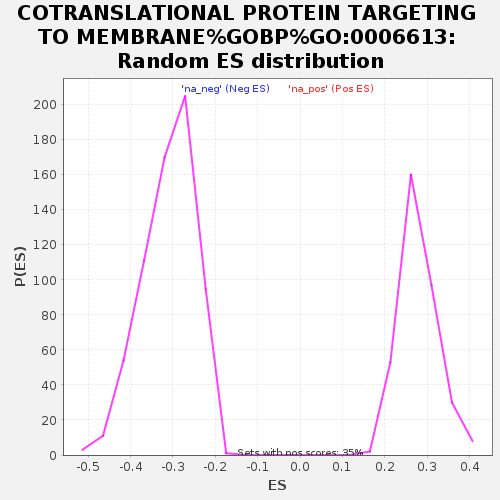 COTRANSLATIONAL PROTEIN TARGETING
TO MEMBRANE%GOBP%GO:0006613:
Random ES distribution
'na_neg' (Neg ES) 'na_pos' (Pos ES)
200
180
160
140
120
100
80
60
40
20
0
P(ES)
Sets with pos scores: 35%
-0.5 -0.4 -0.3 -0.2 -0.1 0.0 0.1 0.2 0.3 0.4
ES